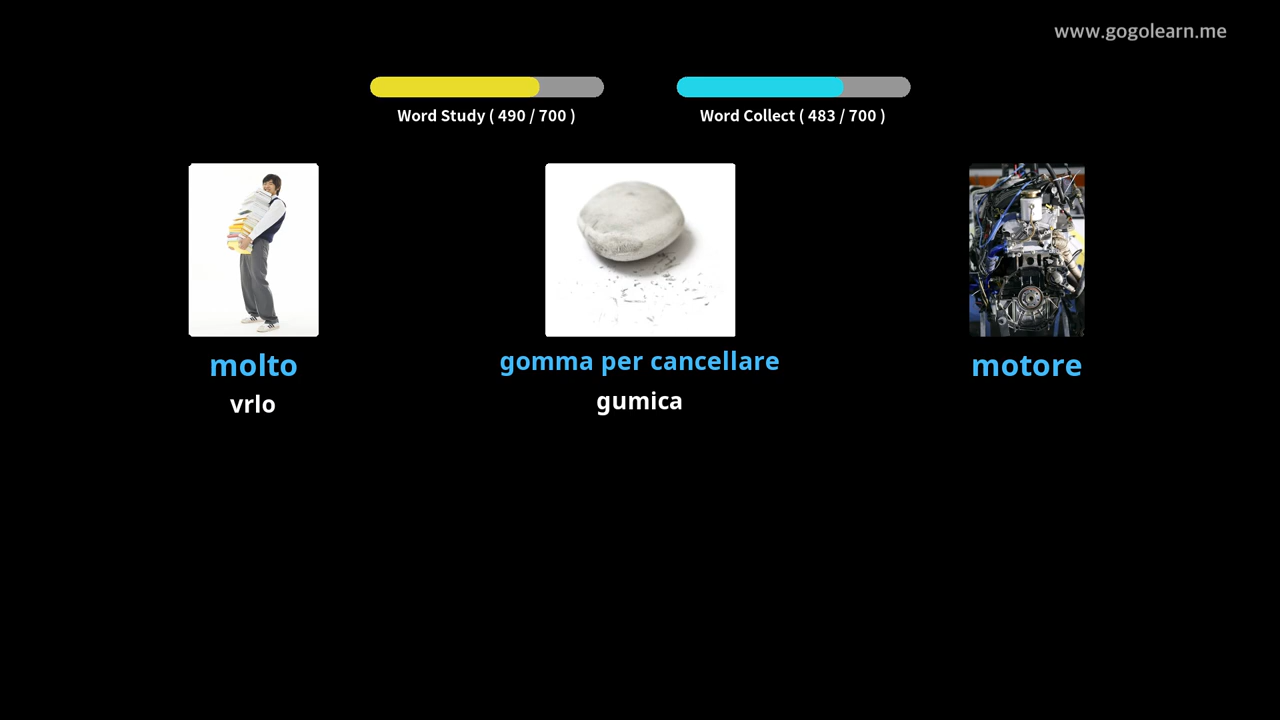 www.gogolearn.me
Word Study ( 490 / 700 )
Word Collect ( 483 / 700 )
molto
vrlo
gomma per cancellare
gumica
motore